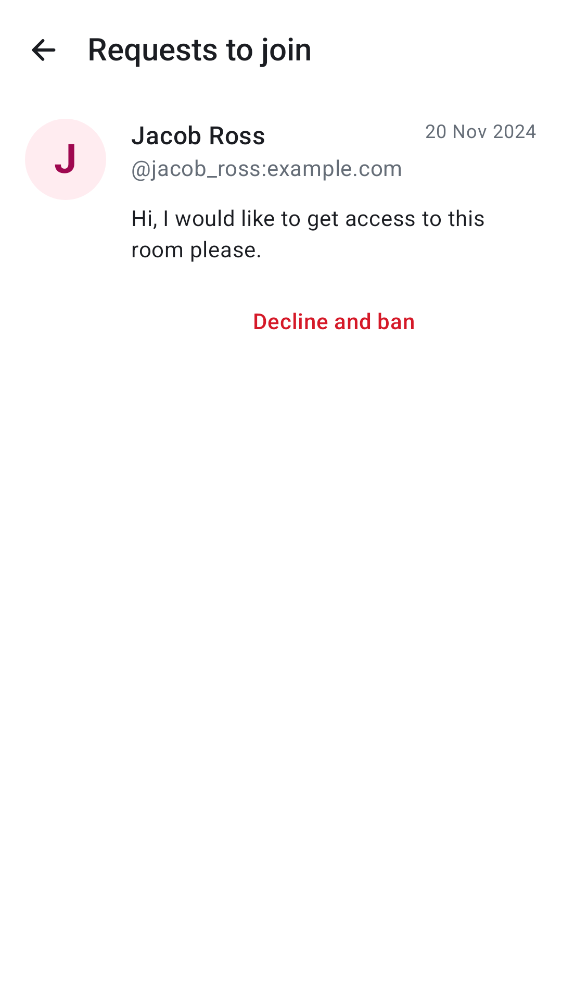 Requests to join
J
Jacob Ross
20 Nov 2024
@jacob_ross:example.com
Hi, I would like to get access to this
room please.
Decline and ban